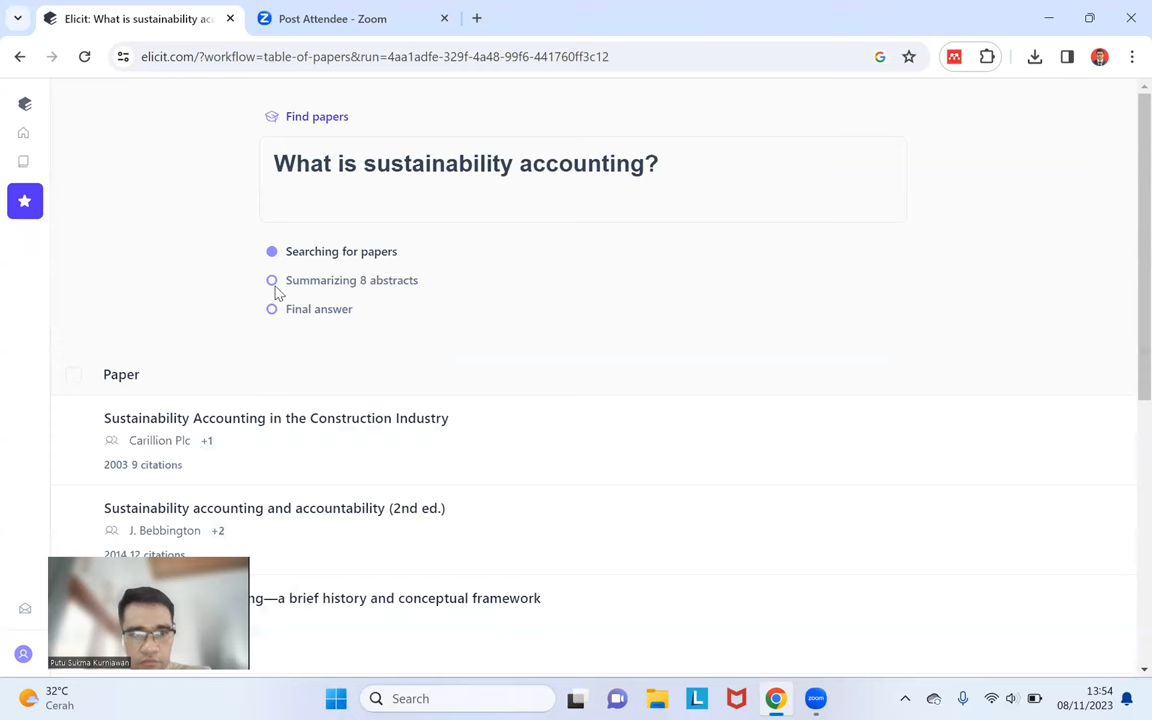 Elicit: What is sustainability acc
Post Attendee - Zoom
elicit.com/?workflow=table-of-papers&run=4aa1adfe-329f-4a48-99f6-441760ff3c12
Find papers
What is sustainability accounting?
Searching for papers
Summarizing 8 abstracts
Final answer
Paper
Sustainability Accounting in the Construction Industry
Carillion Plc +1
2003 9 citations
Sustainability accounting and accountability (2nd ed.)
J. Bebbington +2
2014 12 citations
ng—a brief history and conceptual framework
Putu Sukma Kurniawan
32°C
Cerah
Search
zoom
13:54
08/11/2023